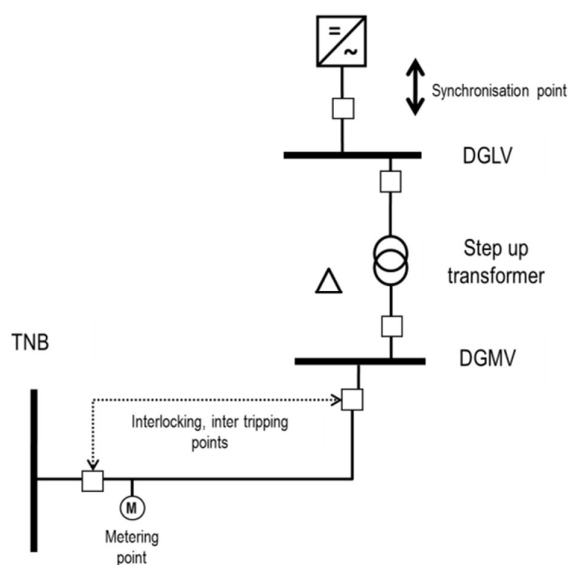 =
~
Synchronisation point
DGLV
Step up
transformer
TNB
DGMV
Interlocking, inter tripping
points
M
Metering
point